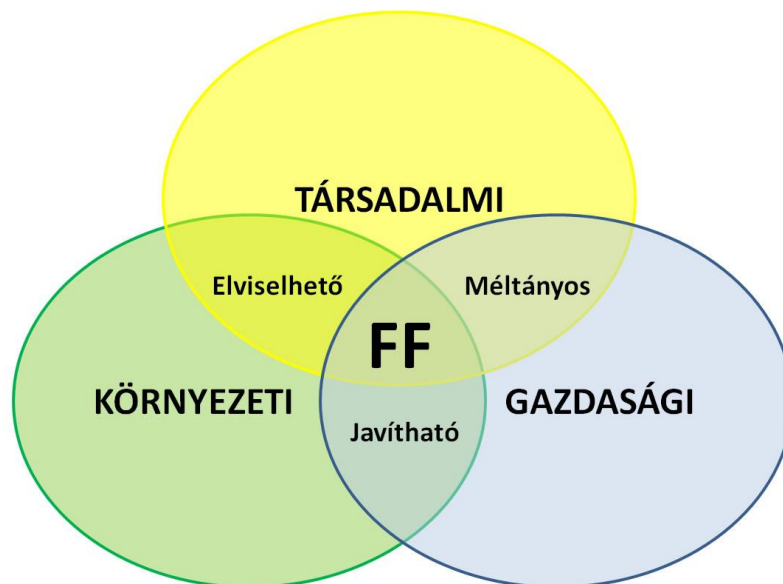 TÁRSADALMI
Elviselhető
Méltányos
FF
KÖRNYEZETI
GAZDASÁGI
Javítható